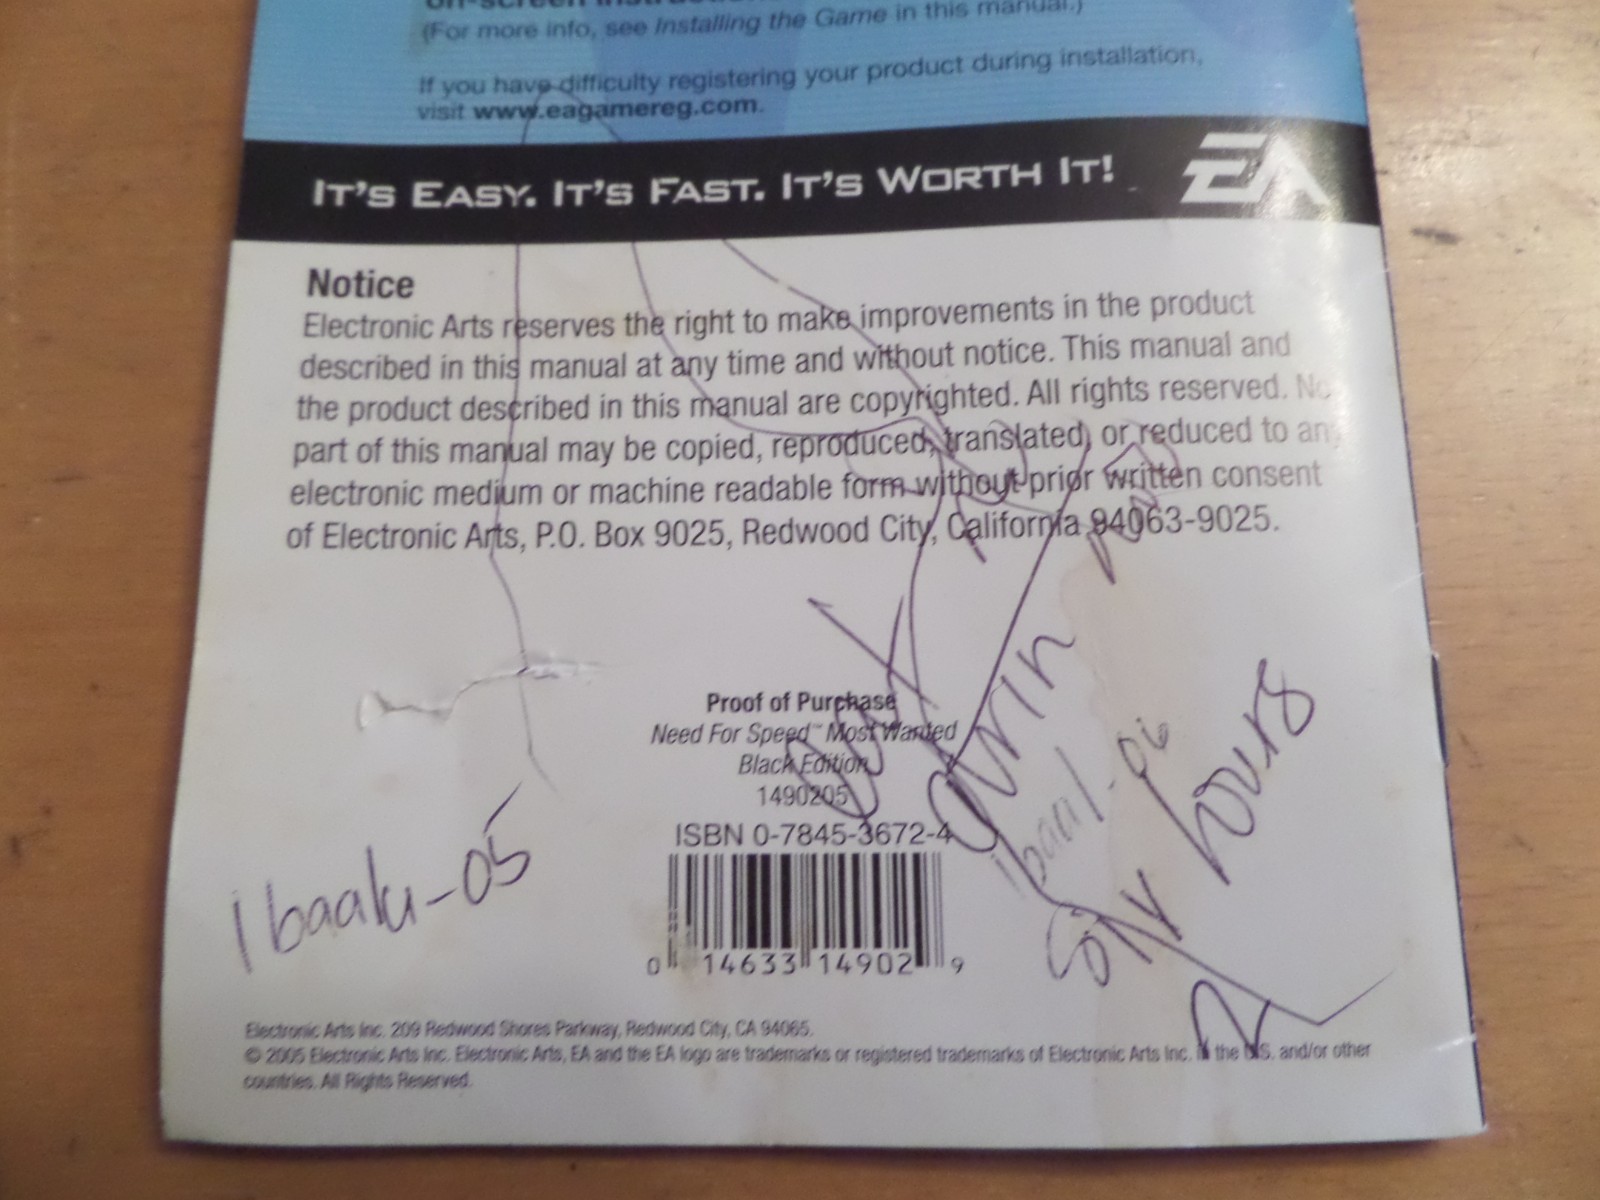 (For more info, see Installing the Game in this manual.)
If you have difficulty registering your product during installation,
visit www.eagamereg.com.
IT'S EASY. IT'S FAST. IT'S WORTH IT!
EA
Notice
Electronic Arts reserves the right to make improvements in the product
described in this manual at any time and without notice. This manual and
the product described in this manual are copyrighted. All rights reserved. No
part of this manual may be copied, reproduced, translated, or reduced to any
electronic medium or machine readable form without prior written consent
of Electronic Arts, P.O. Box 9025, Redwood City, California 94063-9025.
Proof of Purchase
Need For Speed™ Most Wanted
Black Edition
1490205
ISBN 0-7845-3672-4
0 14633 14902 9
hours
Electronic Arts Inc. 209 Redwood Shores Parkway, Redwood City, CA 94065.
© 2005 Electronic Arts Inc. Electronic Arts, EA and the EA logo are trademarks or registered trademarks of Electronic Arts Inc. in the U.S. and/or other
countries. All Rights Reserved.